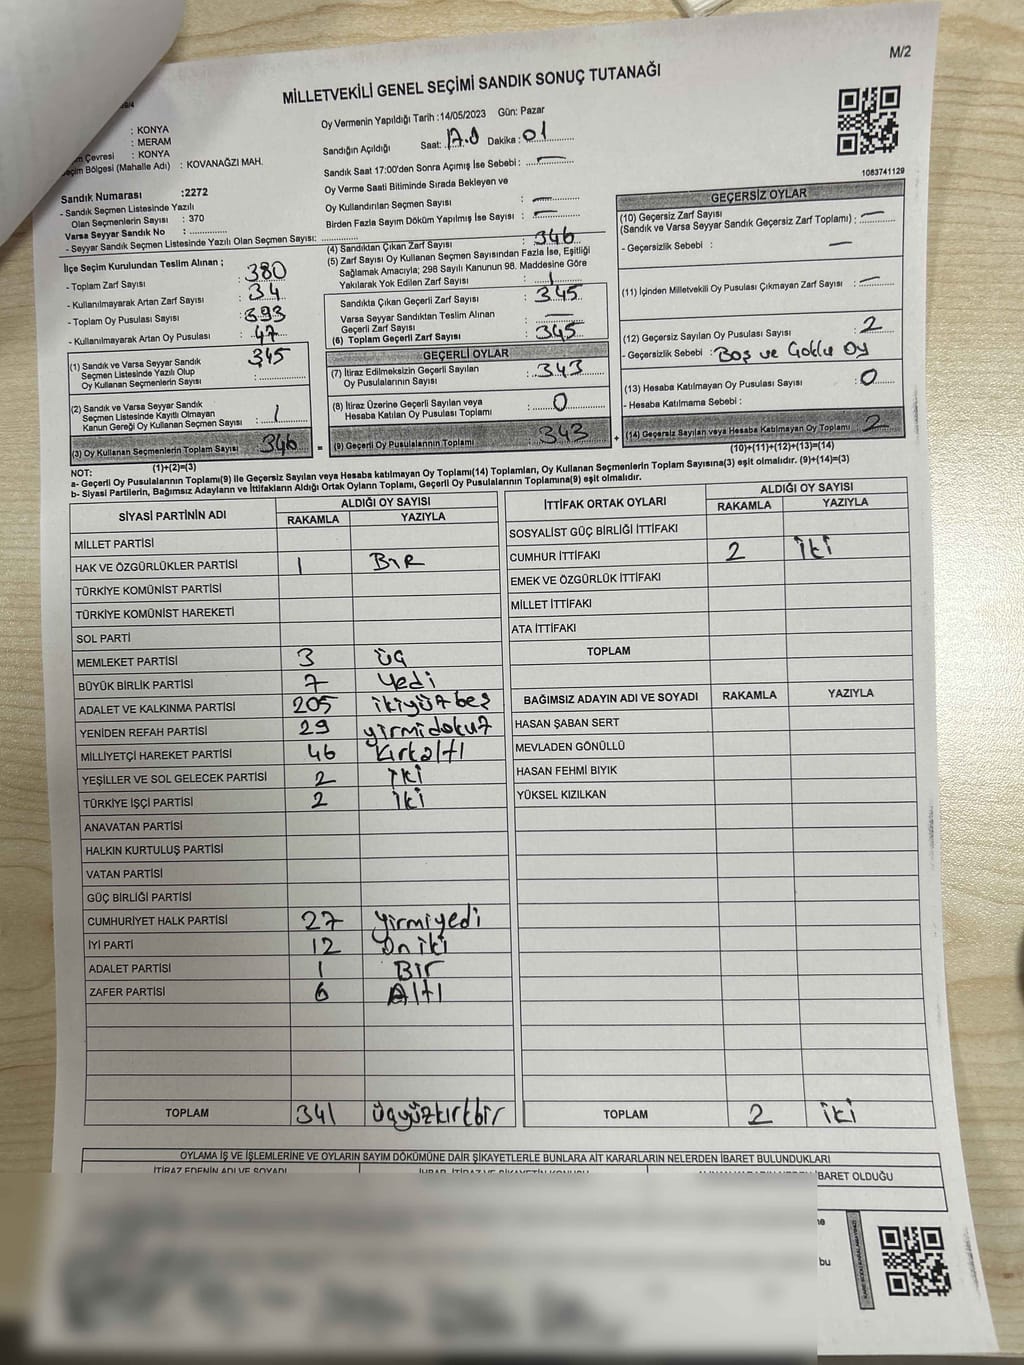 M/2
MİLLETVEKİLİ GENEL SEÇİMİ SANDIK SONUÇ TUTANAĞI
: KONYA
: MERAM
Çevresi : KONYA
Bölgesi (Mahalle Adı) : KOVANAĞZI MAH.
Sandık Numarası :2272
- Sandık Seçmen Listesinde Yazılı
Olan Seçmenlerin Sayısı : 370
Varsa Seyyar Sandık No :
- Seyyar Sandık Seçmen Listesinde Yazılı Olan Seçmen Sayısı:
Oy Vermenin Yapıldığı Tarih :14/05/2023 Gün: Pazar
Sandığın Açıldığı Saat: Dakika: 01
Sandık Saat 17:00'den Sonra Açımış İse Sebebi : —
Oy Verme Saati Bitiminde Sırada Bekleyen ve
Oy Kullandırılan Seçmen Sayısı : —
Birden Fazla Sayım Döküm Yapılmış İse Sayısı : —
1083741129
İlçe Seçim Kurulundan Teslim Alınan ;
- Toplam Zarf Sayısı : 380
- Kullanılmayarak Artan Zarf Sayısı : 34
- Toplam Oy Pusulası Sayısı : 393
- Kullanılmayarak Artan Oy Pusulası : 47
(1) Sandık ve Varsa Seyyar Sandık
Seçmen Listesinde Yazılı Olup
Oy Kullanan Seçmenlerin Sayısı : 345
(2) Sandık ve Varsa Seyyar Sandık
Seçmen Listesinde Kayıtlı Olmayan
Kanun Gereği Oy Kullanan Seçmen Sayısı : 1
(3) Oy Kullanan Seçmenlerin Toplam Sayısı : 346
(1)+(2)=(3)
(4) Sandıktan Çıkan Zarf Sayısı : 346
(5) Zarf Sayısı Oy Kullanan Seçmen Sayısından Fazla İse, Eşitliği
Sağlamak Amacıyla; 298 Sayılı Kanunun 98. Maddesine Göre
Yakılarak Yok Edilen Zarf Sayısı : 1
Sandıkta Çıkan Geçerli Zarf Sayısı : 345
Varsa Seyyar Sandıktan Teslim Alınan
Geçerli Zarf Sayısı : —
(6) Toplam Geçerli Zarf Sayısı : 345
GEÇERLİ OYLAR
(7) İtiraz Edilmeksizin Geçerli Sayılan
Oy Pusulalarının Sayısı : 343
(8) İtiraz Üzerine Geçerli Sayılan veya
Hesaba Katılan Oy Pusulası Toplamı : 0
= (9) Geçerli Oy Pusulalarının Toplamı : 343
GEÇERSİZ OYLAR
(10) Geçersiz Zarf Sayısı
(Sandık ve Varsa Seyyar Sandık Geçersiz Zarf Toplamı) : —
- Geçersizlik Sebebi : —
(11) İçinden Milletvekili Oy Pusulası Çıkmayan Zarf Sayısı : —
(12) Geçersiz Sayılan Oy Pusulası Sayısı : 2
- Geçersizlik Sebebi : Boş ve Çoklu Oy
(13) Hesaba Katılmayan Oy Pusulası Sayısı : 0
- Hesaba Katılmama Sebebi :
+ (14) Geçersiz Sayılan veya Hesaba Katılmayan Oy Toplamı : 2
(10)+(11)+(12)+(13)=(14)
NOT:
a- Geçerli Oy Pusulalarının Toplamı(9) ile Geçersiz Sayılan veya Hesaba katılmayan Oy Toplamı(14) Toplamları, Oy Kullanan Seçmenlerin Toplam Sayısına(3) eşit olmalıdır. (9)+(14)=(3)
b- Siyasi Partilerin, Bağımsız Adayların ve İttifakların Aldığı Ortak Oyların Toplamı, Geçerli Oy Pusulalarının Toplamına(9) eşit olmalıdır.
SİYASİ PARTİNİN ADI ALDIĞI OY SAYISI
RAKAMLA YAZIYLA
MİLLET PARTİSİ
HAK VE ÖZGÜRLÜKLER PARTİSİ 1 BİR
TÜRKİYE KOMÜNİST PARTİSİ
TÜRKİYE KOMÜNİST HAREKETİ
SOL PARTİ
MEMLEKET PARTİSİ 3 üç
BÜYÜK BİRLİK PARTİSİ 7 Yedi
ADALET VE KALKINMA PARTİSİ 205 ikiyüzbeş
YENİDEN REFAH PARTİSİ 29 yirmidokuz
MİLLİYETÇİ HAREKET PARTİSİ 46 kırkaltı
YEŞİLLER VE SOL GELECEK PARTİSİ 2 iki
TÜRKİYE İŞÇİ PARTİSİ 2 iki
ANAVATAN PARTİSİ
HALKIN KURTULUŞ PARTİSİ
VATAN PARTİSİ
GÜÇ BİRLİĞİ PARTİSİ
CUMHURİYET HALK PARTİSİ 27 yirmiyedi
İYİ PARTİ 12 on iki
ADALET PARTİSİ 1 Bir
ZAFER PARTİSİ 6 Altı
TOPLAM 341 üçyüzkırkbir
İTTİFAK ORTAK OYLARI ALDIĞI OY SAYISI
RAKAMLA YAZIYLA
SOSYALİST GÜÇ BİRLİĞİ İTTİFAKI
CUMHUR İTTİFAKI 2 iki
EMEK VE ÖZGÜRLÜK İTTİFAKI
MİLLET İTTİFAKI
ATA İTTİFAKI
TOPLAM
BAĞIMSIZ ADAYIN ADI VE SOYADI RAKAMLA YAZIYLA
HASAN ŞABAN SERT
MEVLADEN GÖNÜLLÜ
HASAN FEHMİ BIYIK
YÜKSEL KIZILKAN
TOPLAM 2 iki
OYLAMA İŞ VE İŞLEMLERİNE VE OYLARIN SAYIM DÖKÜMÜNE DAİR ŞİKAYETLERLE BUNLARA AİT KARARLARIN NELERDEN İBARET BULUNDUKLARI
İTİRAZ EDENİN ADI VE SOYADI
İBARET OLDUĞU
bu